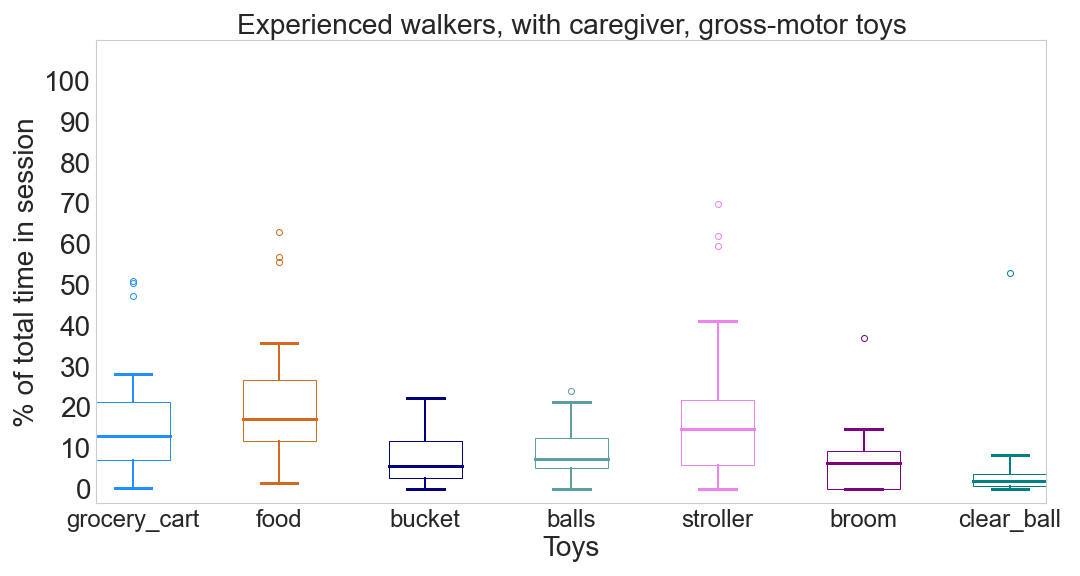 Experienced walkers, with caregiver, gross-motor toys
% of total time in session
100
90
80
70
60
50
40
30
20
10
0
grocery_cart food bucket balls stroller broom clear_ball
Toys